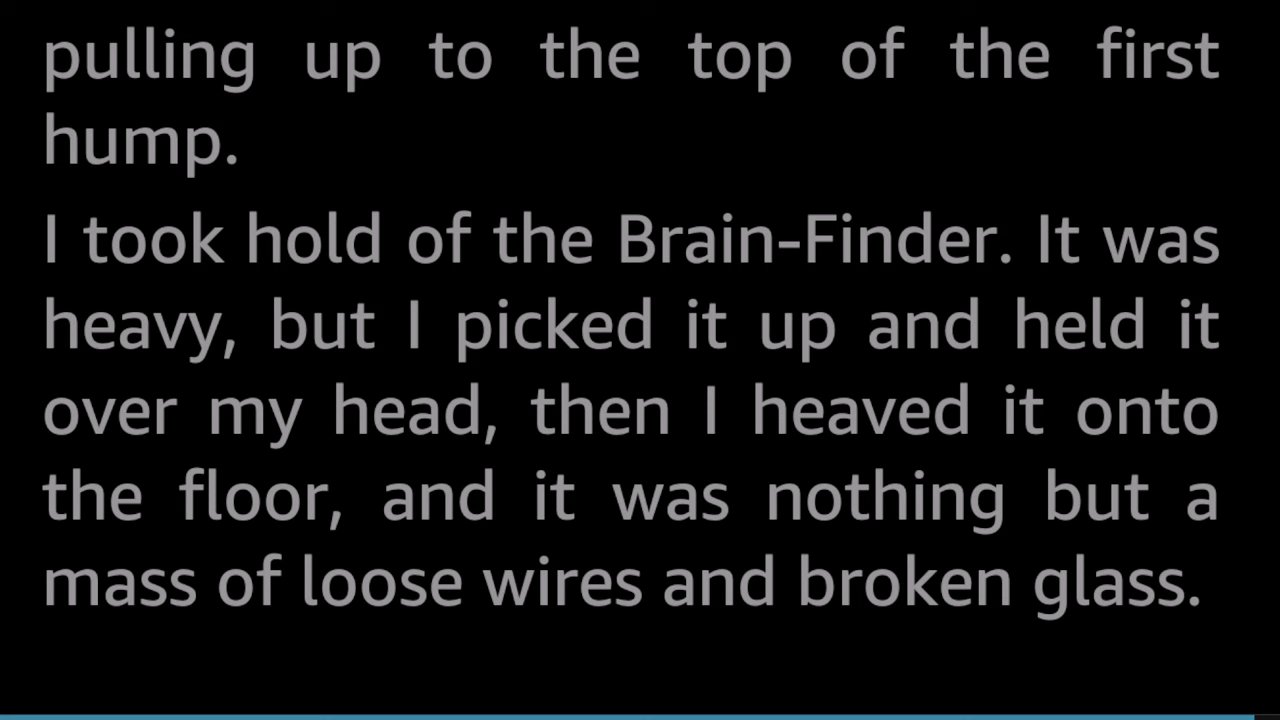 pulling up to the top of the first
hump.
I took hold of the Brain-Finder. It was
heavy, but I picked it up and held it
over my head, then I heaved it onto
the floor, and it was nothing but a
mass of loose wires and broken glass.